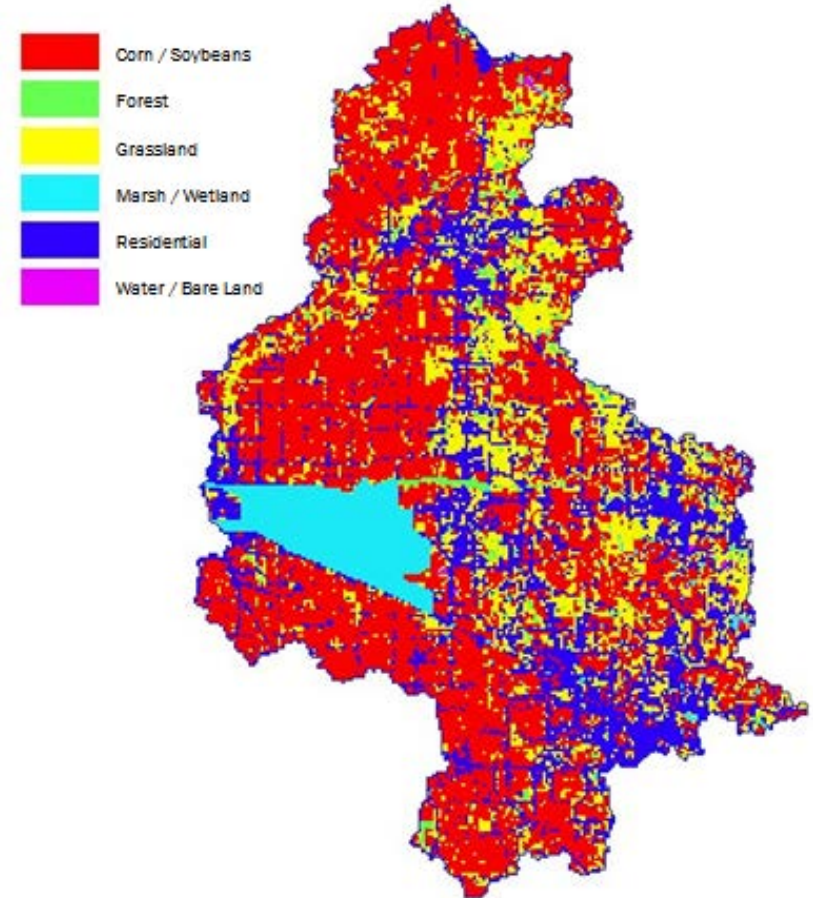 Corn / Soybeans
Forest
Grassland
Marsh / Wetland
Residential
Water / Bare Land